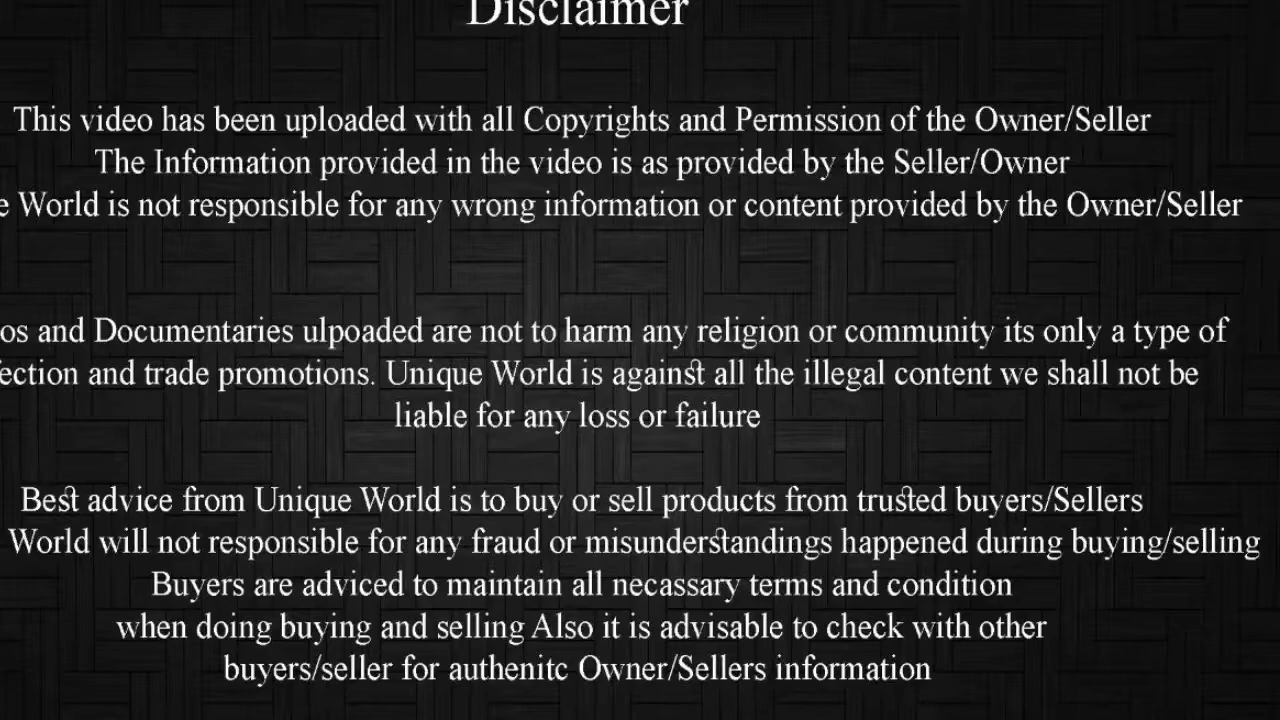 Disclaimer
This video has been uploaded with all Copyrights and Permission of the Owner/Seller
The Information provided in the video is as provided by the Seller/Owner
World is not responsible for any wrong information or content provided by the Owner/Seller
and Documentaries ulpoaded are not to harm any religion or community its only a type of
and trade promotions. Unique World is against all the illegal content we shall not be
liable for any loss or failure
Best advice from Unique World is to buy or sell products from trusted buyers/Sellers
World will not responsible for any fraud or misunderstandings happened during buying/selling
Buyers are adviced to maintain all necassary terms and condition
when doing buying and selling Also it is advisable to check with other
buyers/seller for authenitc Owner/Sellers information